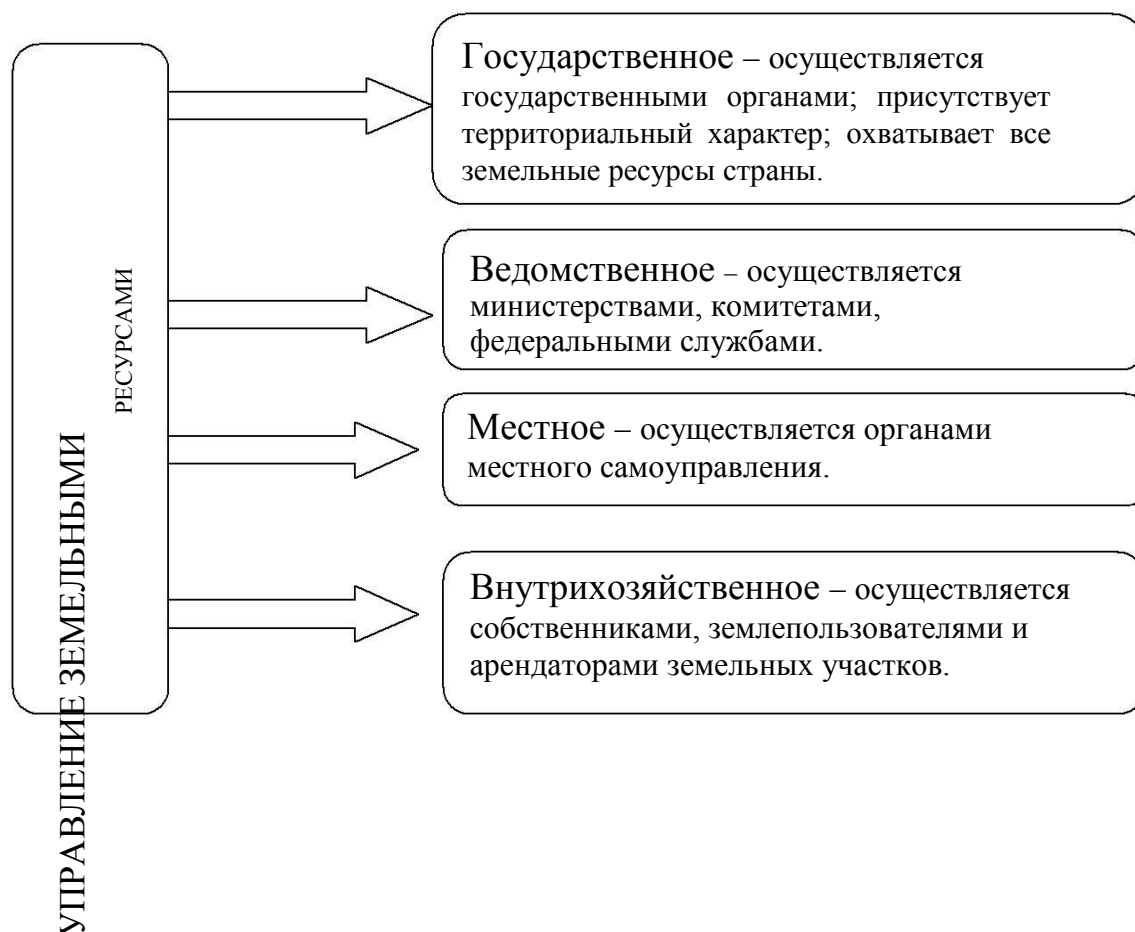 УПРАВЛЕНИЕ ЗЕМЕЛЬНЫМИ
РЕСУРСАМИ
Государственное – осуществляется
государственными органами; присутствует
территориальный характер; охватывает все
земельные ресурсы страны.
Ведомственное – осуществляется
министерствами, комитетами,
федеральными службами.
Местное – осуществляется органами
местного самоуправления.
Внутрихозяйственное – осуществляется
собственниками, землепользователями и
арендаторами земельных участков.